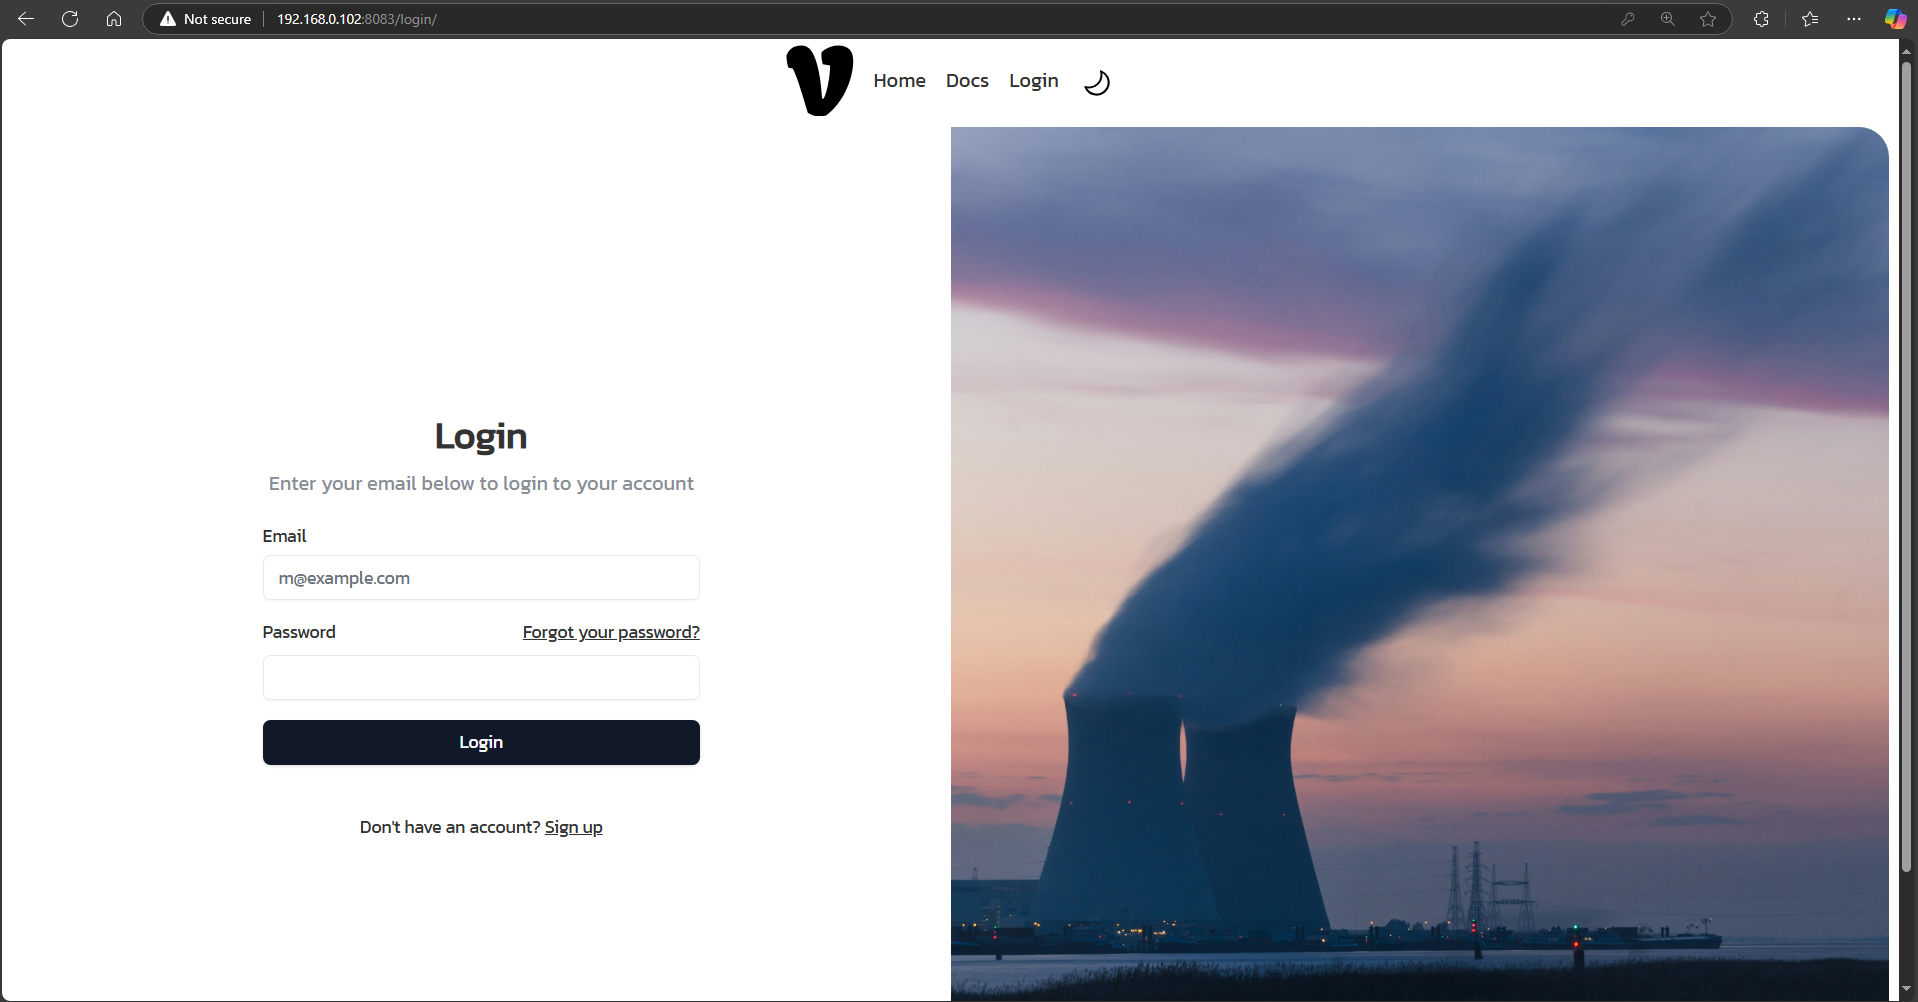 Not secure
192.168.0.102:8083/login/
V
Home Docs Login
Login
Enter your email below to login to your account
Email
m@example.com
Password Forgot your password?
Login
Don't have an account? Sign up